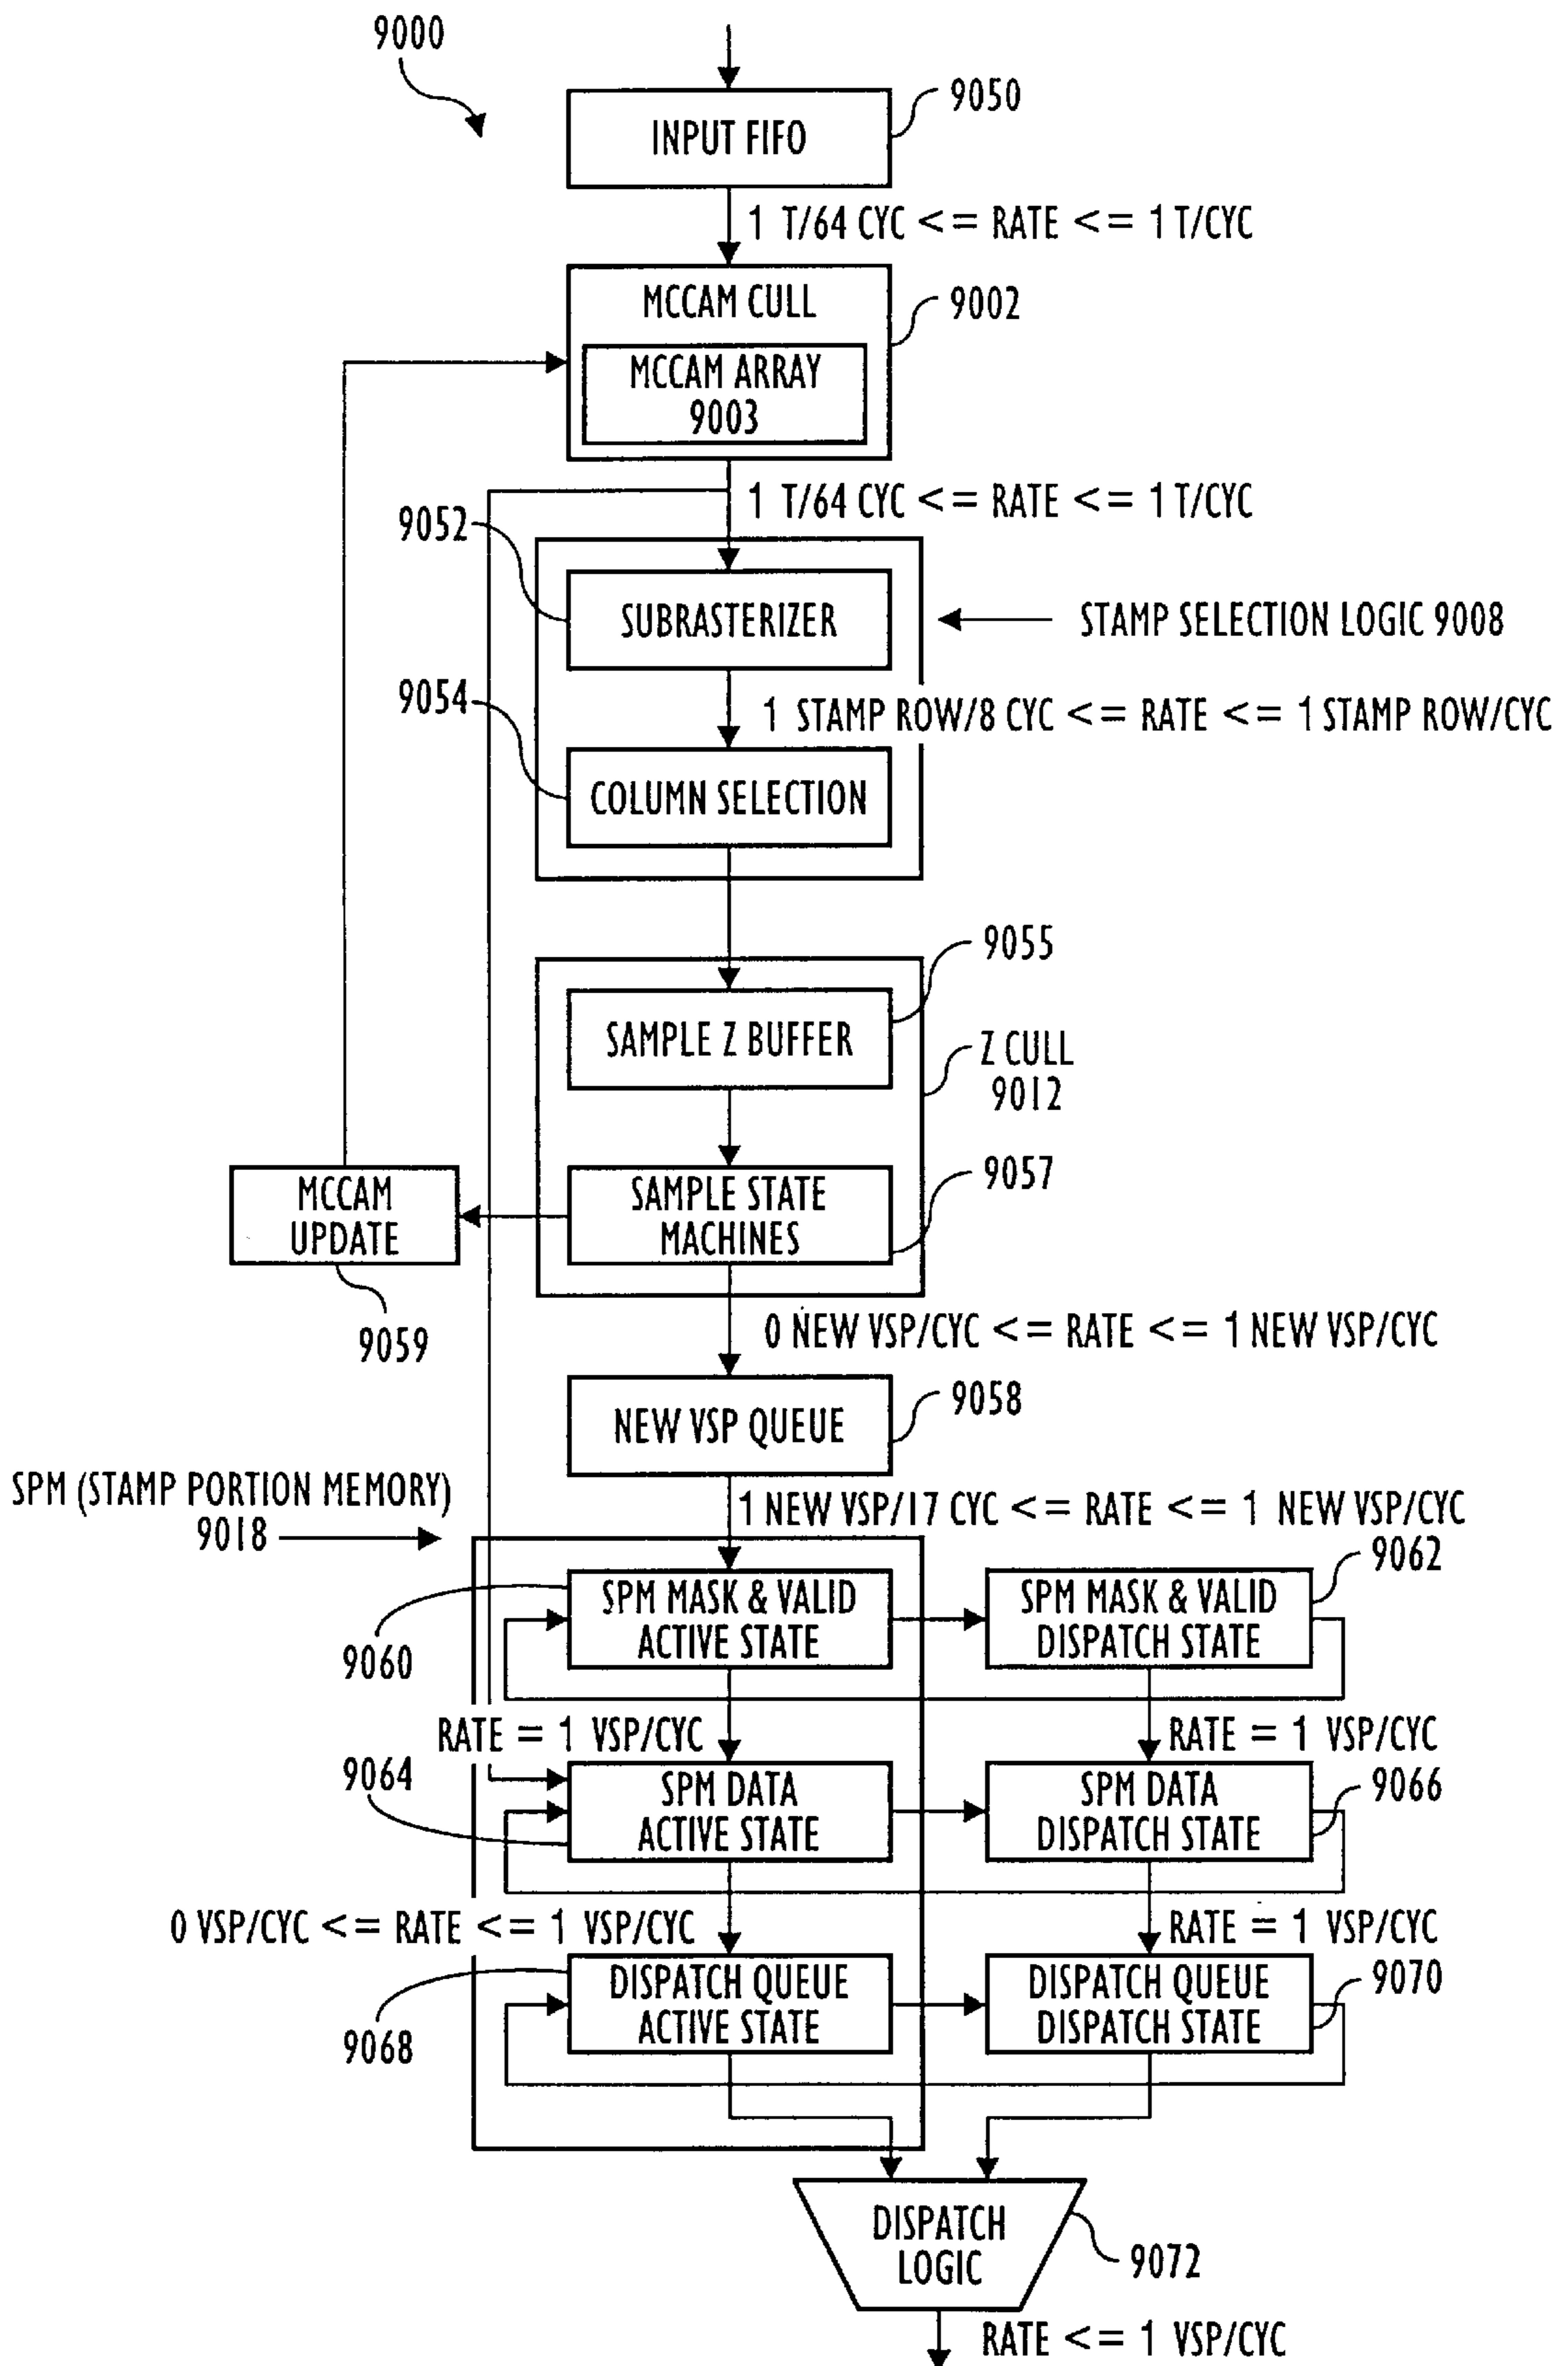 9000
INPUT FIFO
9050
1 T/64 CYC <= RATE <= 1 T/CYC
MCCAM CULL
9002
MCCAM ARRAY
9003
1 T/64 CYC <= RATE <= 1 T/CYC
9052
SUBRASTERIZER
STAMP SELECTION LOGIC 9008
9054
1 STAMP ROW/8 CYC <= RATE <= 1 STAMP ROW/CYC
COLUMN SELECTION
9055
SAMPLE Z BUFFER
Z CULL
9012
MCCAM
UPDATE
9059
SAMPLE STATE
MACHINES
9057
0 NEW VSP/CYC <= RATE <= 1 NEW VSP/CYC
NEW VSP QUEUE
9058
SPM (STAMP PORTION MEMORY)
9018
1 NEW VSP/17 CYC <= RATE <= 1 NEW VSP/CYC
SPM MASK & VALID
ACTIVE STATE
9060
SPM MASK & VALID
DISPATCH STATE
9062
RATE = 1 VSP/CYC
RATE = 1 VSP/CYC
9064
SPM DATA
ACTIVE STATE
SPM DATA
DISPATCH STATE
9066
0 VSP/CYC <= RATE <= 1 VSP/CYC
RATE = 1 VSP/CYC
DISPATCH QUEUE
ACTIVE STATE
9068
DISPATCH QUEUE
DISPATCH STATE
9070
DISPATCH
LOGIC
9072
RATE <= 1 VSP/CYC